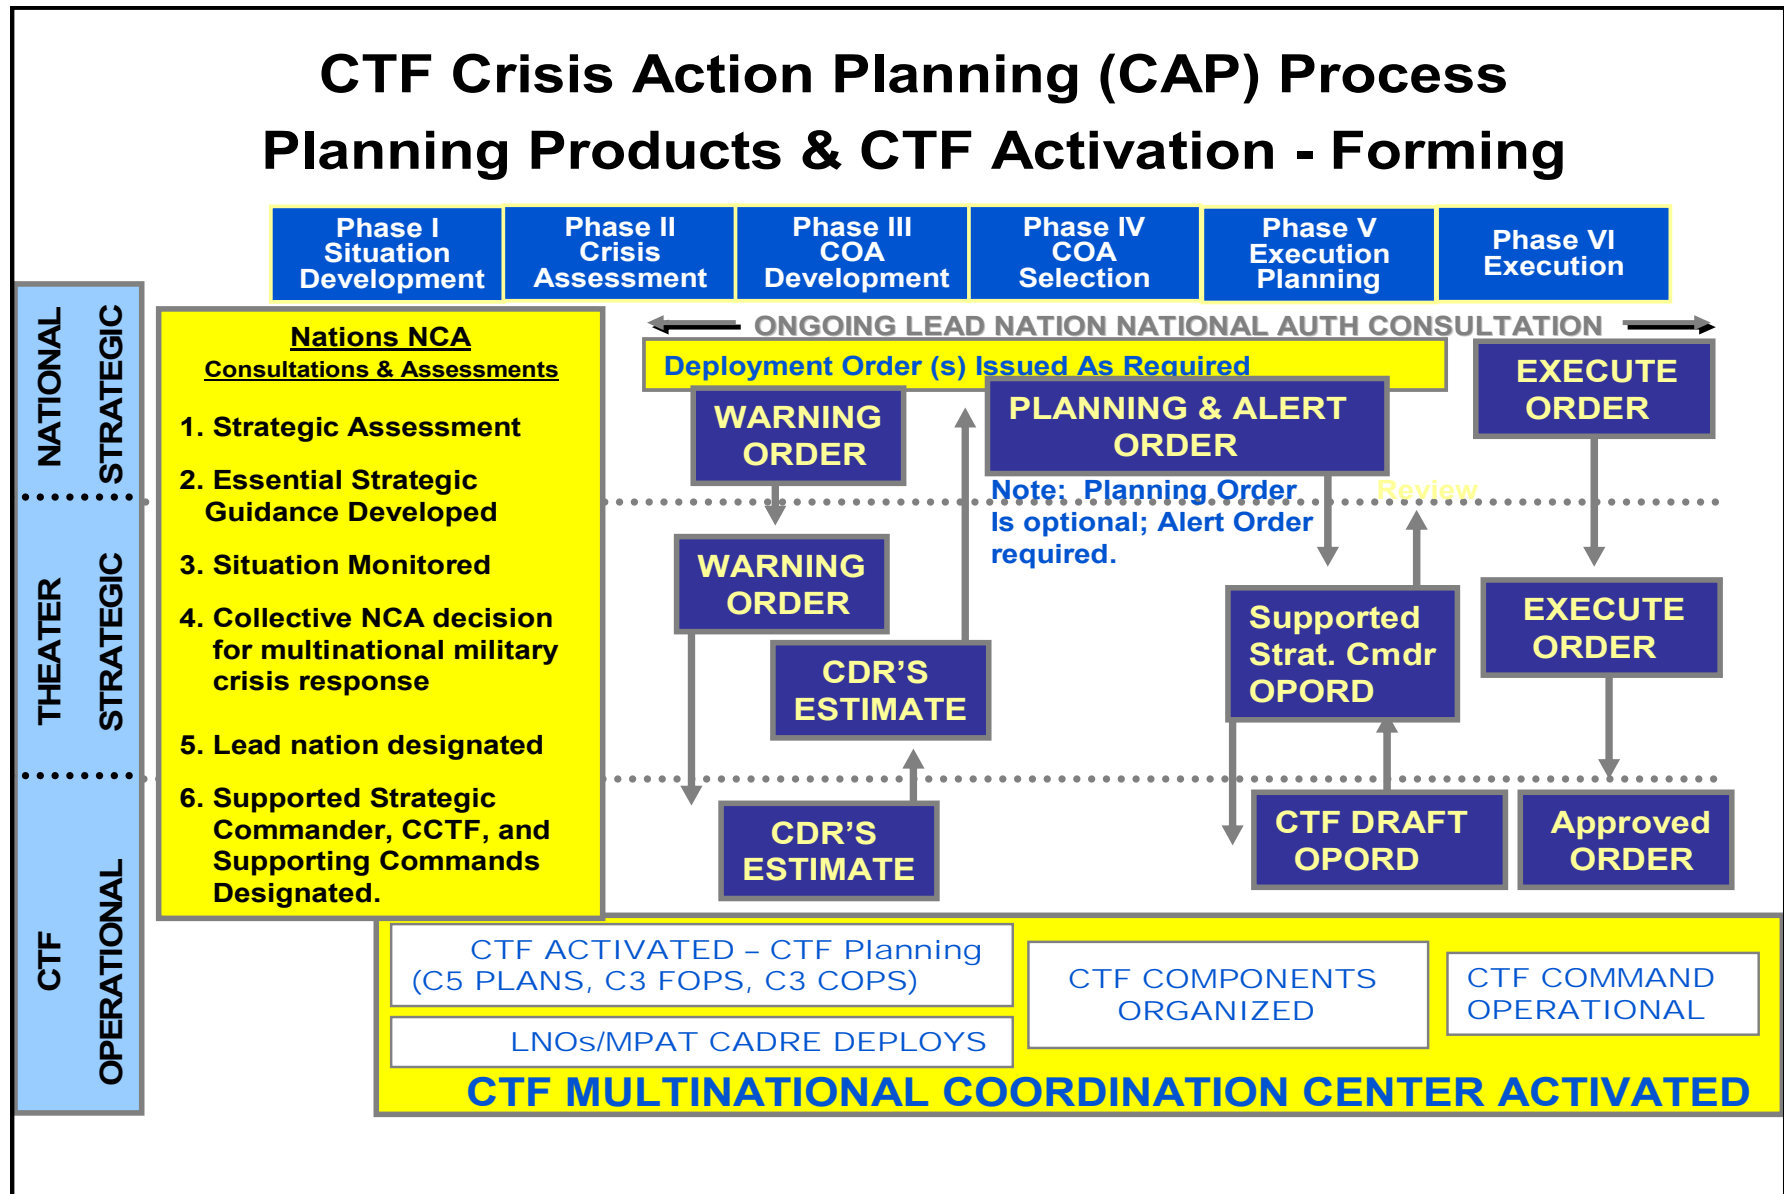 CTF Crisis Action Planning (CAP) Process
Planning Products & CTF Activation - Forming
Phase I
Situation
Development
Phase II
Crisis
Assessment
Phase III
COA
Development
Phase IV
COA
Selection
Phase V
Execution
Planning
Phase VI
Execution
NATIONAL
STRATEGIC
THEATER
STRATEGIC
CTF
OPERATIONAL
Nations NCA
Consultations & Assessments
1. Strategic Assessment
2. Essential Strategic
Guidance Developed
3. Situation Monitored
4. Collective NCA decision
for multinational military
crisis response
5. Lead nation designated
6. Supported Strategic
Commander, CCTF, and
Supporting Commands
Designated.
ONGOING LEAD NATION NATIONAL AUTH CONSULTATION
Deployment Order (s) Issued As Required
WARNING
ORDER
PLANNING & ALERT
ORDER
EXECUTE
ORDER
Note: Planning Order
Is optional; Alert Order
required.
Review
WARNING
ORDER
CDR'S
ESTIMATE
Supported
Strat. Cmdr
OPORD
EXECUTE
ORDER
CDR'S
ESTIMATE
CTF DRAFT
OPORD
Approved
ORDER
CTF ACTIVATED – CTF Planning
(C5 PLANS, C3 FOPS, C3 COPS)
LNOs/MPAT CADRE DEPLOYS
CTF COMPONENTS
ORGANIZED
CTF COMMAND
OPERATIONAL
CTF MULTINATIONAL COORDINATION CENTER ACTIVATED